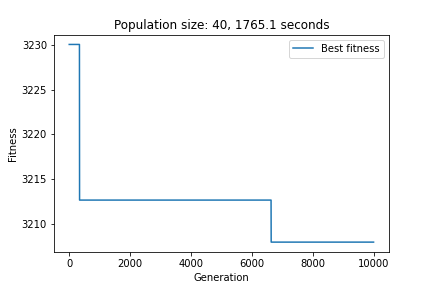 Population size: 40, 1765.1 seconds
Best fitness
3230
3225
3220
3215
3210
Fitness
0
2000
4000
6000
8000
10000
Generation